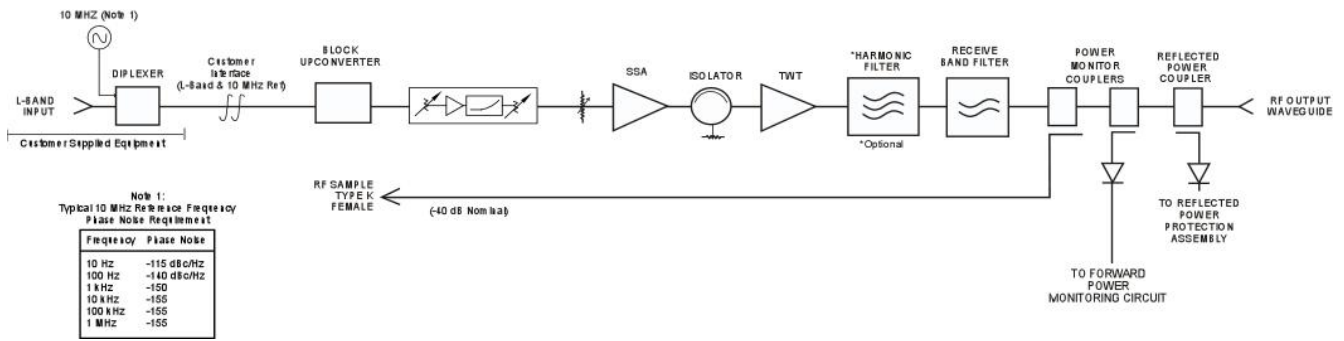 10 MHZ (Note 1)
DIPLEXER
L-BAND
INPUT
Customer Supplied Equipment
Customer
Interface
(L-Band & 10 MHz Ref)
BLOCK
UPCONVERTER
SSA
ISOLATOR
TWT
*HARMONIC
FILTER
*Optional
RECEIVE
BAND FILTER
POWER
MONITOR
COUPLERS
REFLECTED
POWER
COUPLER
RF OUTPUT
WAVEGUIDE
RF SAMPLE
TYPE K
FEMALE
(-40 dB Nominal)
TO REFLECTED
POWER
PROTECTION
ASSEMBLY
TO FORWARD
POWER
MONITORING CIRCUIT
Note 1:
Typical 10 MHz Reference Frequency
Phase Noise Requirement
Frequency Phase Noise
10 Hz -115 dBc/Hz
100 Hz -140 dBc/Hz
1 kHz -150
10 kHz -155
100 kHz -155
1 MHz -155